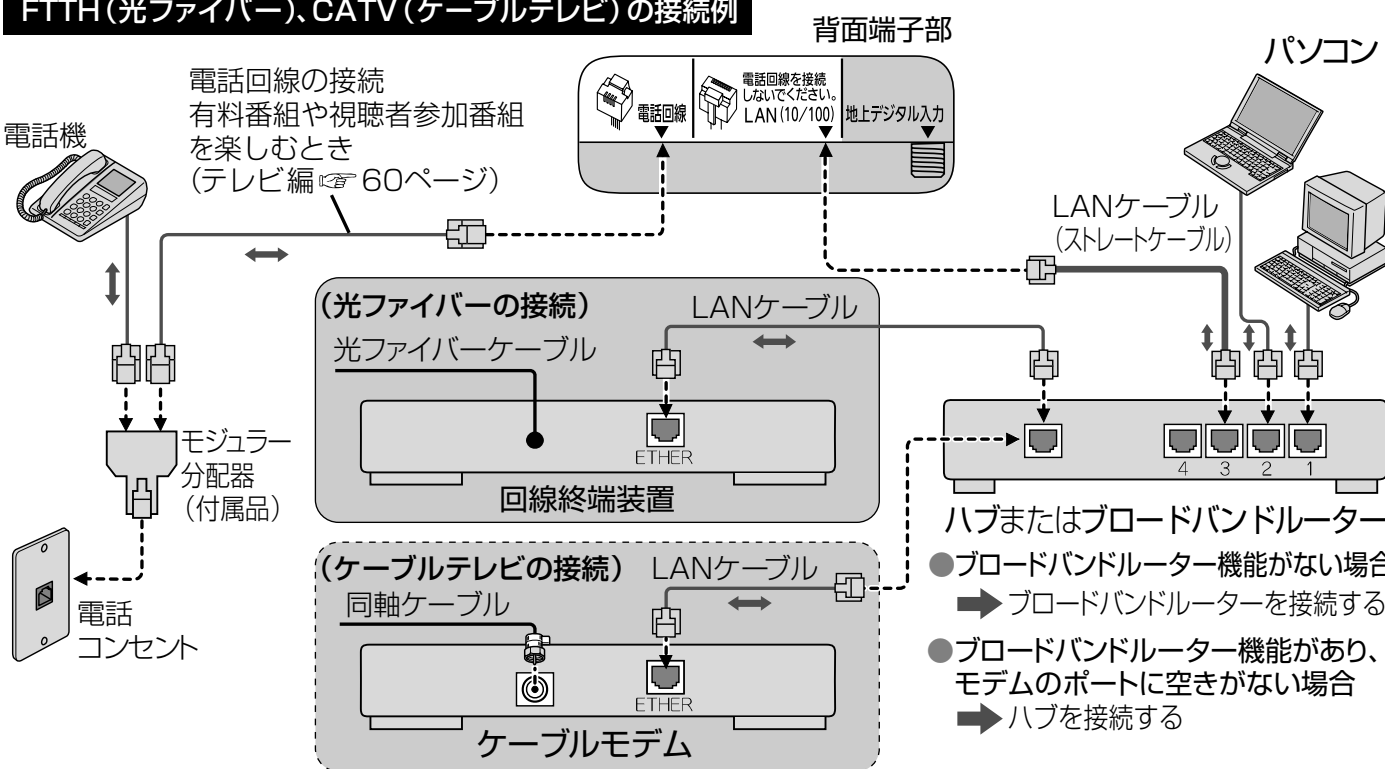 FTTH(光ファイバー)、CATV(ケーブルテレビ)の接続例
背面端子部
パソコン
電話機
電話回線の接続
有料番組や視聴者参加番組
を楽しむとき
(テレビ編☞60ページ)
電話回線
電話回線を接続
しないでください。
LAN(10/100)
地上デジタル入力
LANケーブル
(ストレートケーブル)
(光ファイバーの接続)
LANケーブル
光ファイバーケーブル
ETHER
回線終端装置
モジュラー
分配器
(付属品)
電話
コンセント
4 3 2 1
ハブまたはブロードバンドルーター
(ケーブルテレビの接続)
LANケーブル
同軸ケーブル
ETHER
ケーブルモデム
●ブロードバンドルーター機能がない場合
➡ブロードバンドルーターを接続する
●ブロードバンドルーター機能があり、
モデムのポートに空きがない場合
➡ハブを接続する